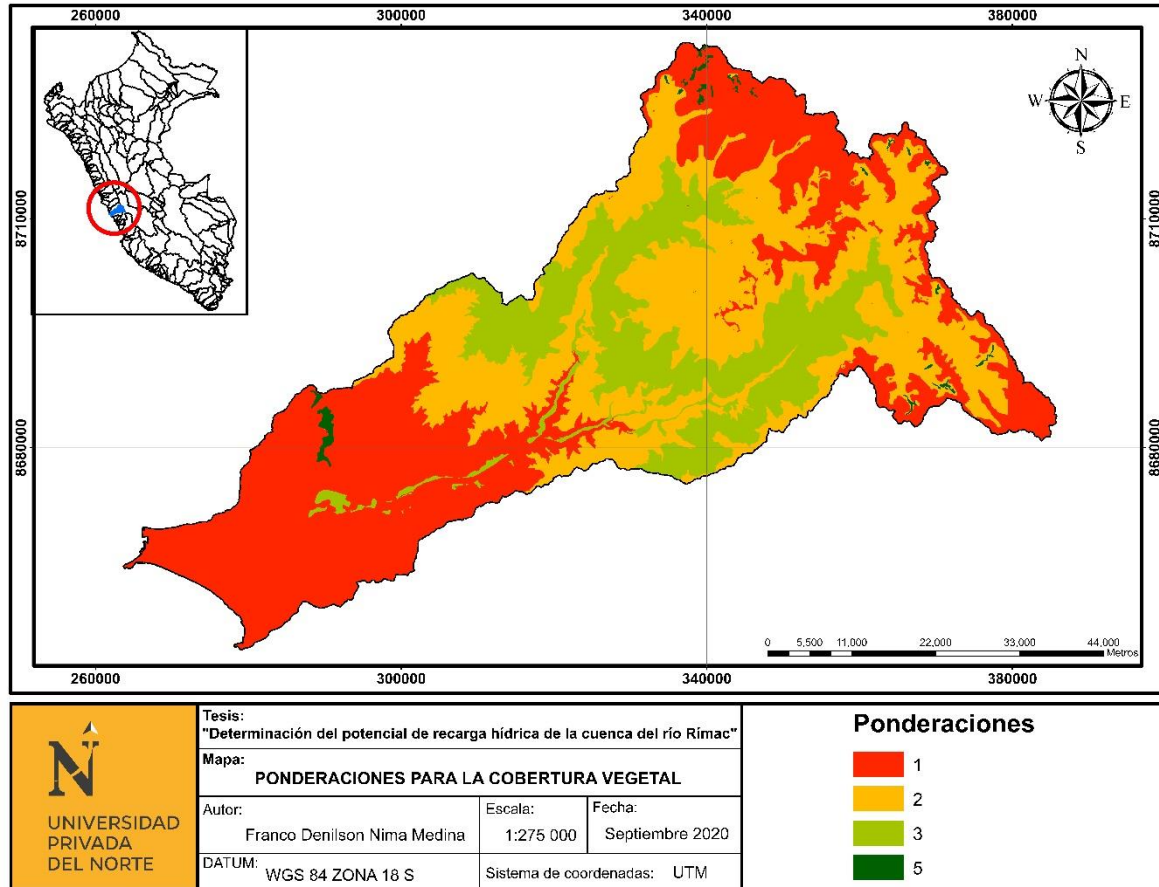 260000 300000 340000 380000
N
W E
S
8710000 8710000
8680000 8680000
0 5,500 11,000 22,000 33,000 44,000
Metros
260000 300000 340000 380000
N
UNIVERSIDAD
PRIVADA
DEL NORTE
Tesis:
"Determinación del potencial de recarga hídrica de la cuenca del río Rímac"
Mapa:
PONDERACIONES PARA LA COBERTURA VEGETAL
Autor:
Franco Denilson Nima Medina
Escala:
1:275 000
Fecha:
Septiembre 2020
DATUM: WGS 84 ZONA 18 S
Sistema de coordenadas: UTM
Ponderaciones
1
2
3
5